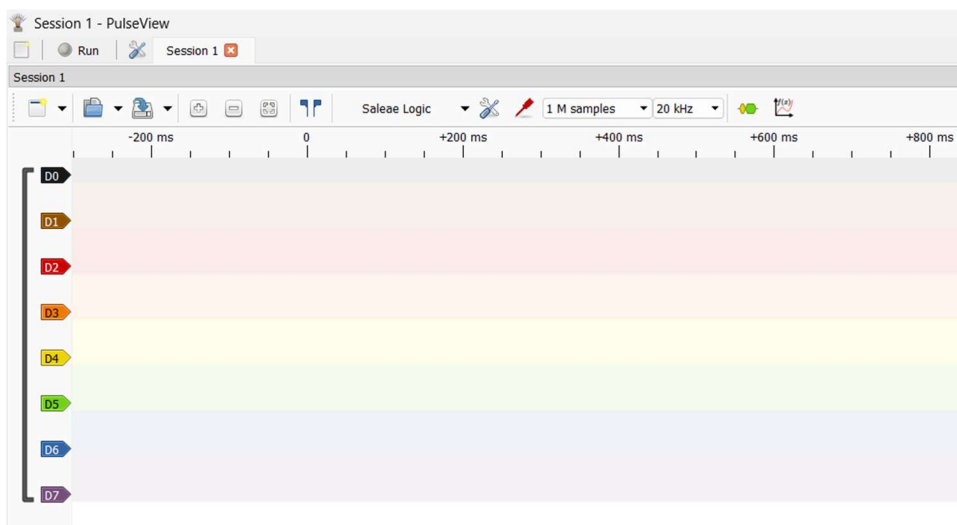 Session 1 - PulseView
Run Session 1
Session 1
Saleae Logic 1 M samples 20 kHz f(x)
-200 ms 0 +200 ms +400 ms +600 ms +800 ms
D0
D1
D2
D3
D4
D5
D6
D7